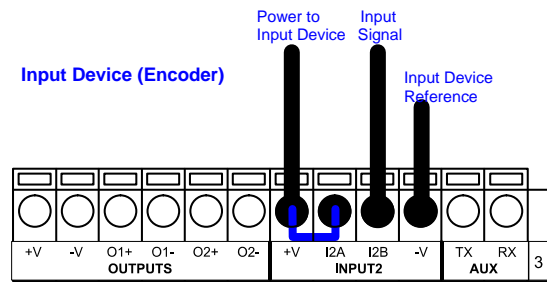 Power to
Input Device
Input
Signal
Input Device (Encoder)
Input Device
Reference
+V -V O1+ O1- O2+ O2- +V I2A I2B -V TX RX
OUTPUTS INPUT2 AUX
3